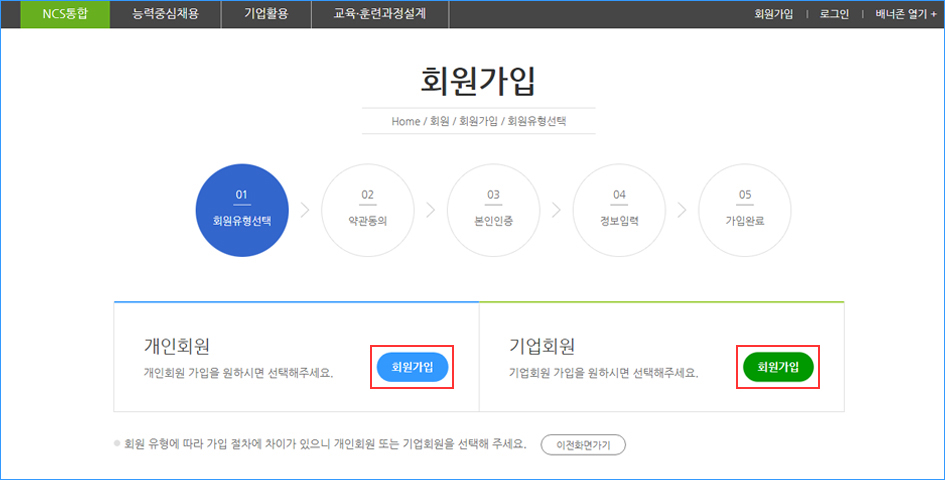 NCS통합 능력중심채용 기업활용 교육·훈련과정설계 회원가입 | 로그인 | 배너존 열기 +
회원가입
Home / 회원 / 회원가입 / 회원유형선택
01 02 03 04 05
회원유형선택 약관동의 본인인증 정보입력 가입완료
개인회원
개인회원 가입을 원하시면 선택해주세요.
회원가입
기업회원
기업회원 가입을 원하시면 선택해주세요.
회원가입
회원 유형에 따라 가입 절차에 차이가 있으니 개인회원 또는 기업회원을 선택해 주세요. 이전화면가기